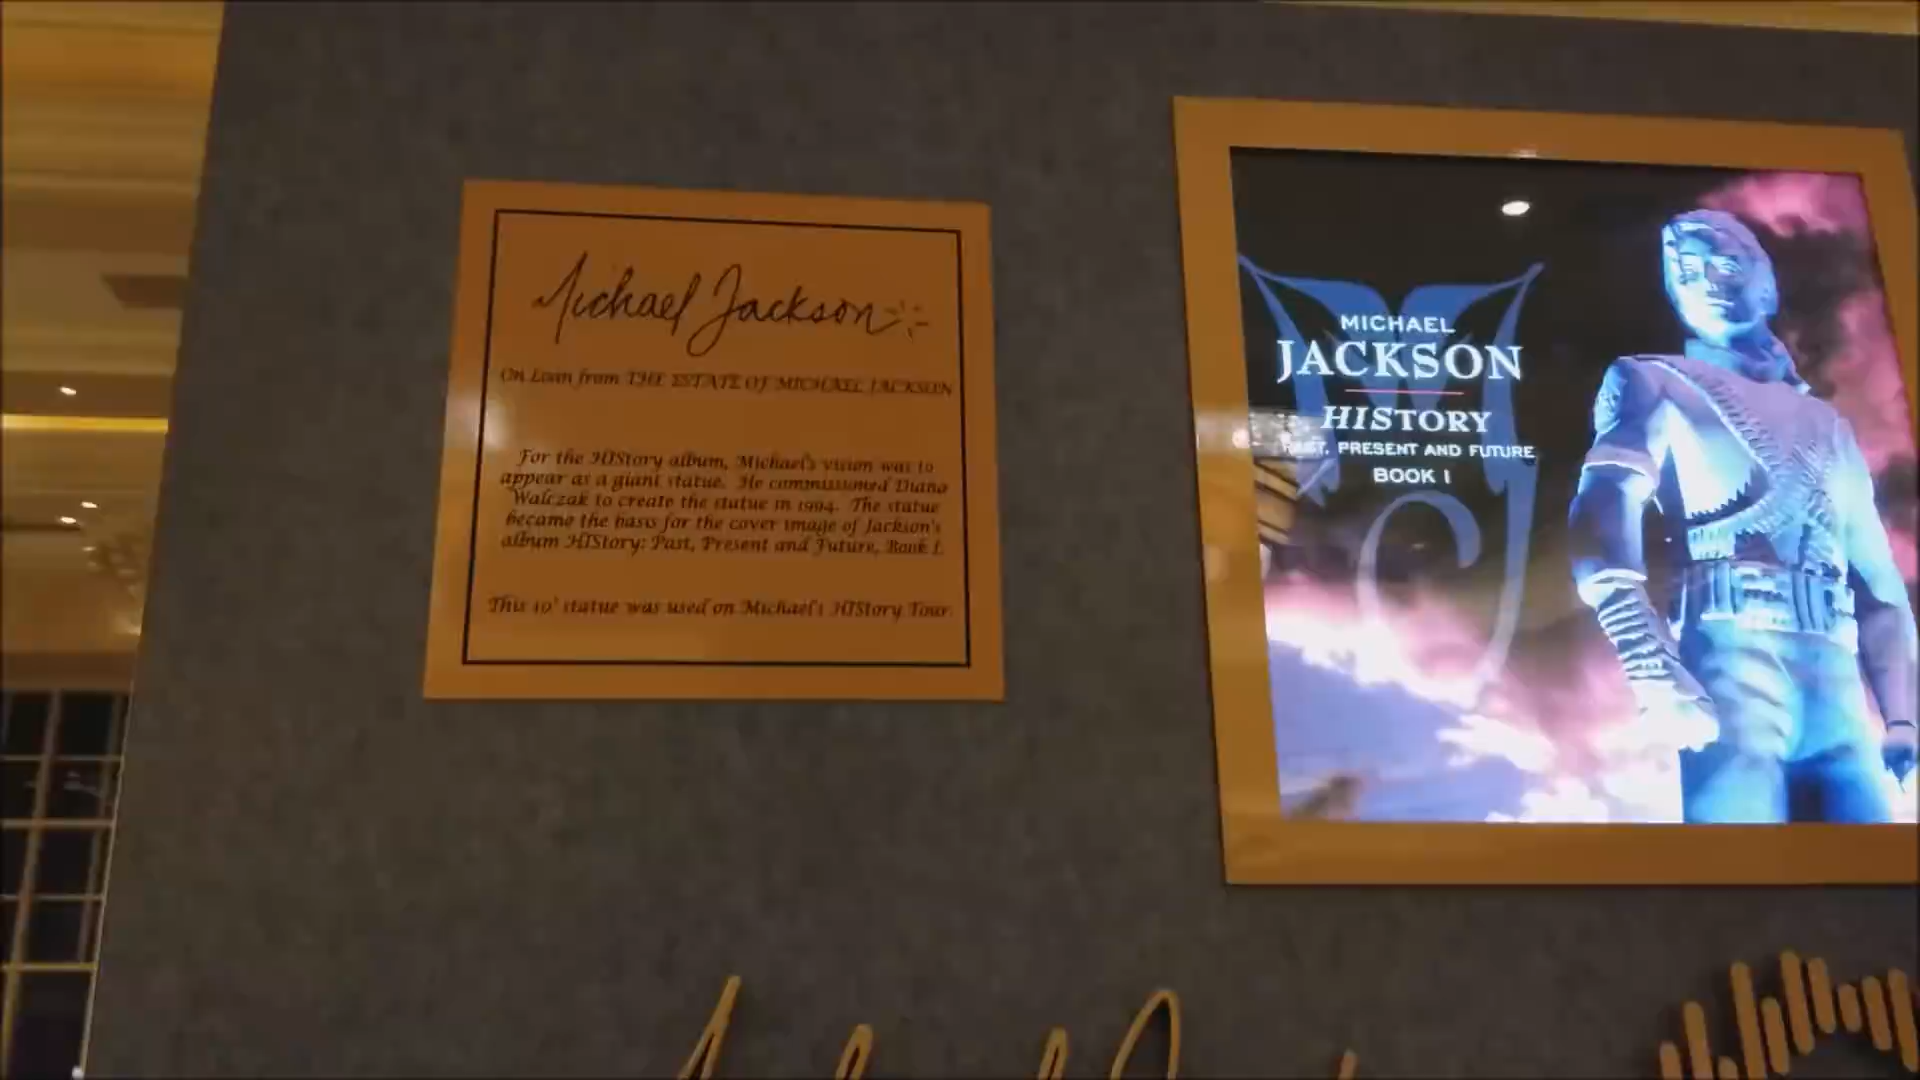 Michael Jackson
On Loan from THE ESTATE OF MICHAEL JACKSON
For the HIStory album, Michael's vision was to
appear as a giant statue. He commissioned Diana
Walczak to create the statue in 1994. The statue
became the basis for the cover image of Jackson's
album HIStory: Past, Present and Future, Book I.
This 10' statue was used on Michael's HIStory Tour.
MICHAEL
JACKSON
HISTORY
PAST, PRESENT AND FUTURE
BOOK I